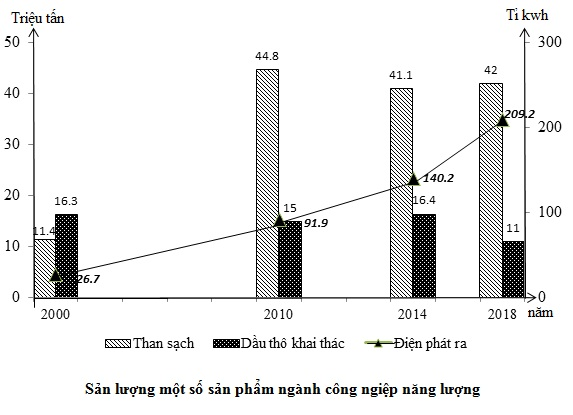 Triệu tấn Tỉ kwh
50 300
44.8
41.1 42
40
209.2
200
30
140.2
20
16.3 15 16.4
91.9 100
11.4 11
10
26.7
0 0
2000 2010 2014 2018 năm
Than sạch Dầu thô khai thác Điện phát ra
Sản lượng một số sản phẩm ngành công ngiệp năng lượng